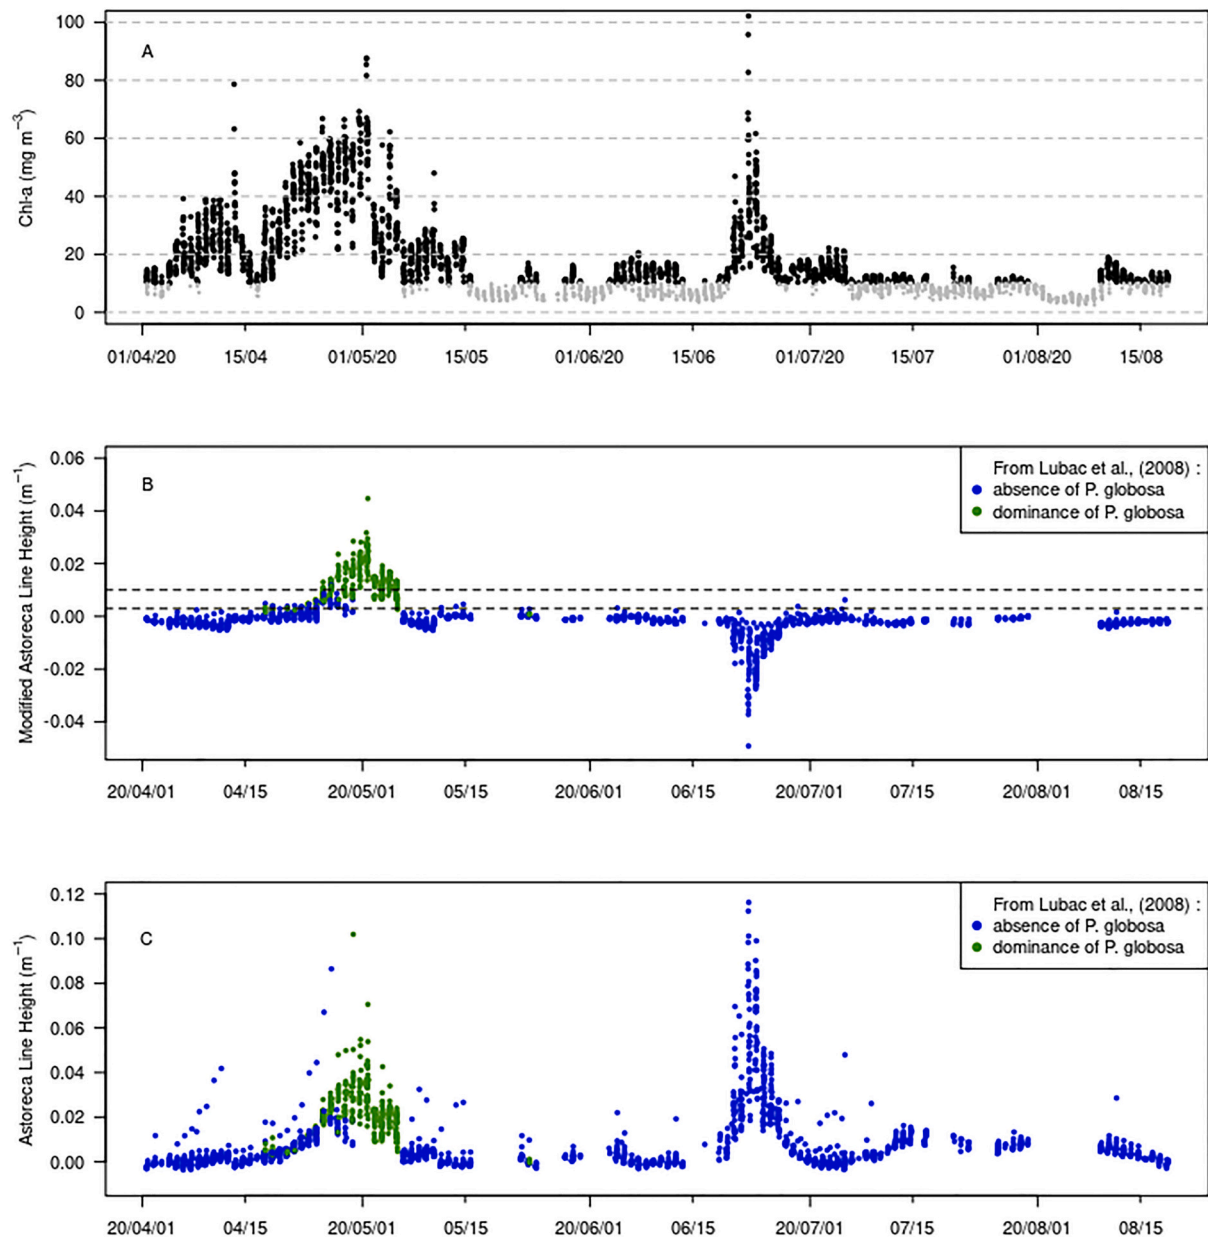 A
Chl-a (mg m⁻³)
100
80
60
40
20
0
01/04/20 15/04 01/05/20 15/05 01/06/20 15/06 01/07/20 15/07 01/08/20 15/08
B
Modified Astoreca Line Height (m⁻¹)
From Lubac et al., (2008) :
absence of P. globosa
dominance of P. globosa
0.06
0.04
0.02
0.00
-0.02
-0.04
20/04/01 04/15 20/05/01 05/15 20/06/01 06/15 20/07/01 07/15 20/08/01 08/15
C
Astoreca Line Height (m⁻¹)
From Lubac et al., (2008) :
absence of P. globosa
dominance of P. globosa
0.12
0.10
0.08
0.06
0.04
0.02
0.00
20/04/01 04/15 20/05/01 05/15 20/06/01 06/15 20/07/01 07/15 20/08/01 08/15